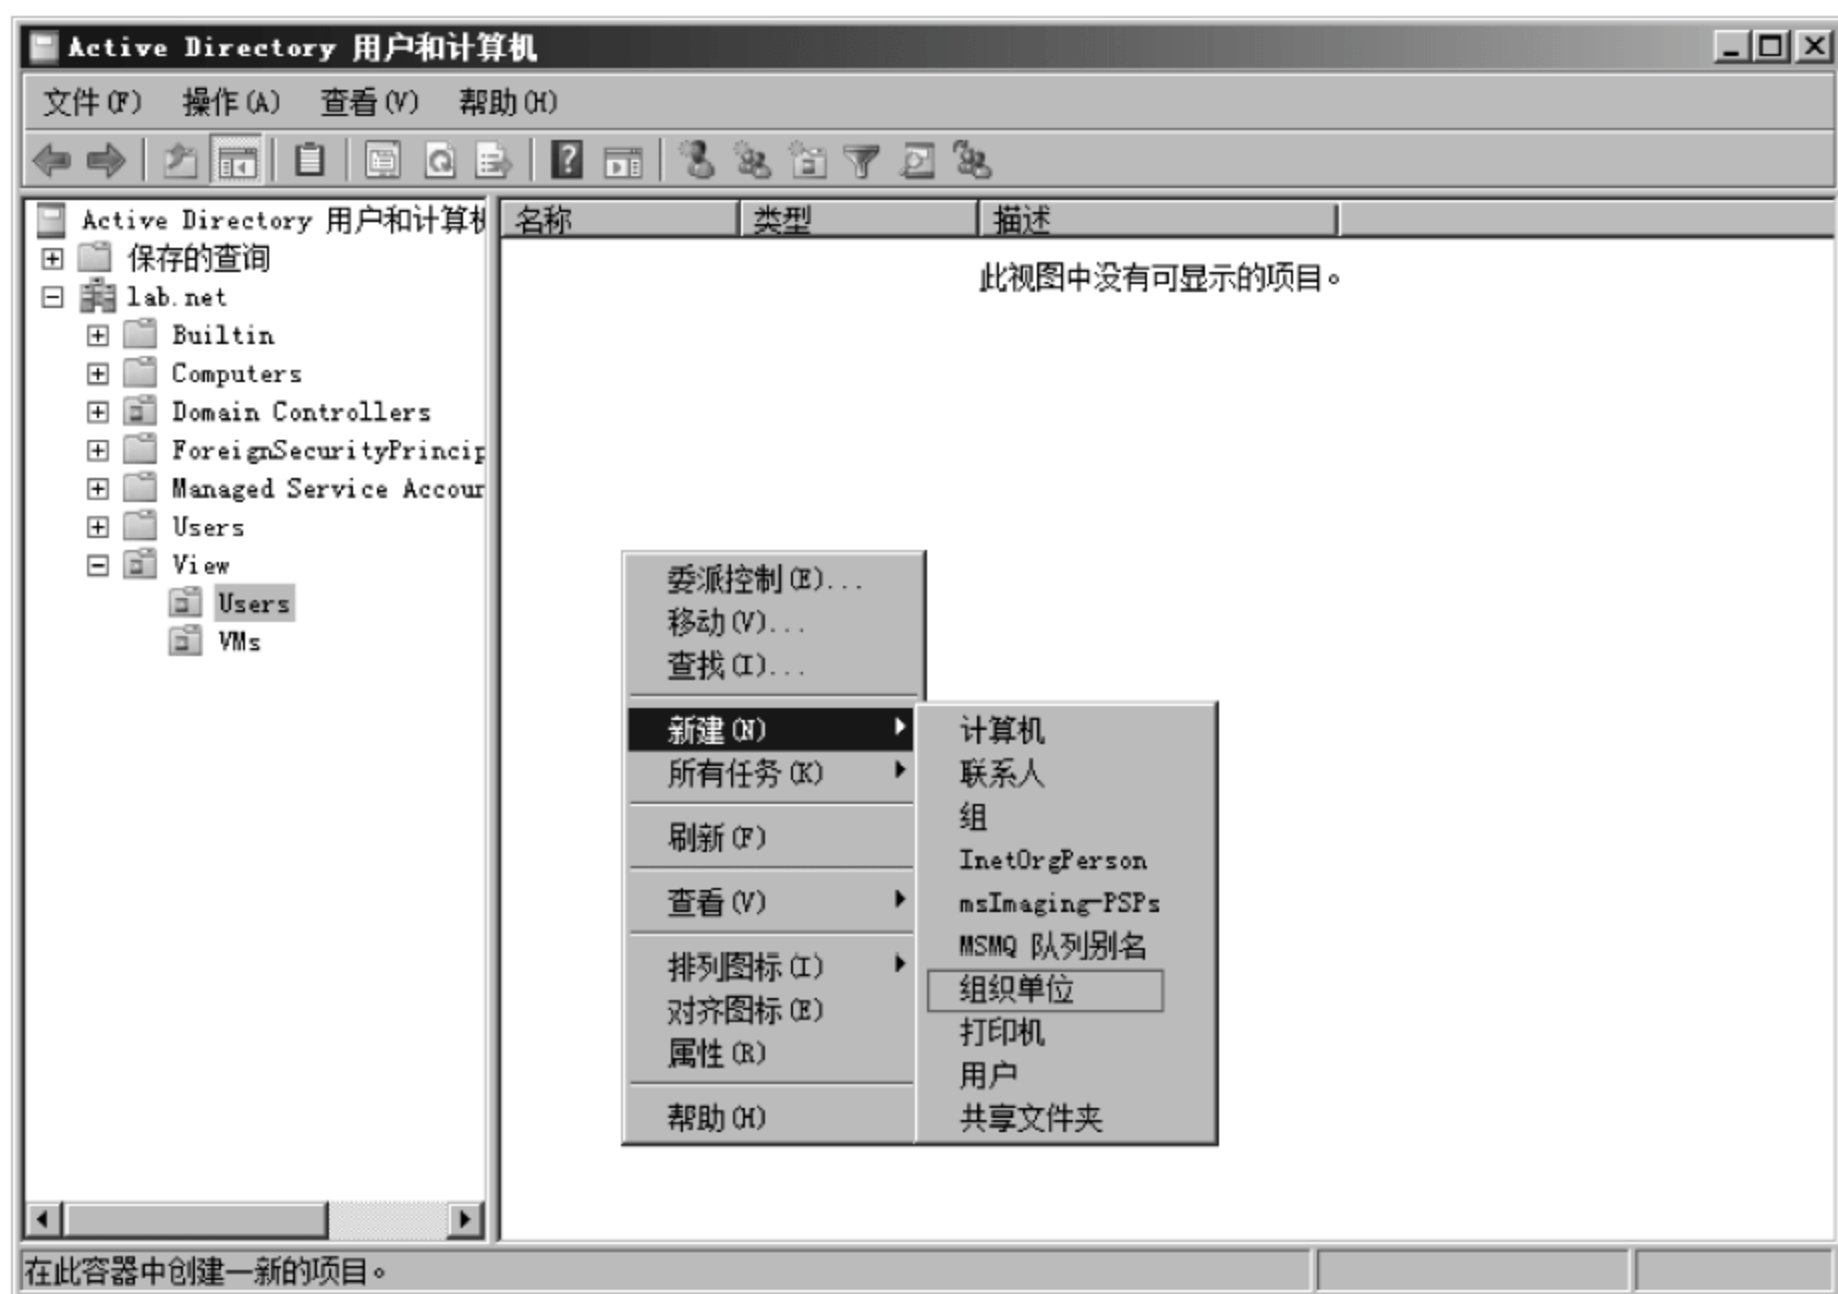 Active Directory 用户和计算机
文件(F) 操作(A) 查看(V) 帮助(H)
Active Directory 用户和计算机
名称 类型 描述
保存的查询
此视图中没有可显示的项目。
lab.net
Builtin
Computers
Domain Controllers
ForeignSecurityPrincip
Managed Service Accour
Users
View
Users
VMs
委派控制(E)...
移动(V)...
查找(I)...
新建(N)
所有任务(K)
刷新(F)
查看(V)
排列图标(I)
对齐图标(E)
属性(R)
帮助(H)
计算机
联系人
组
InetOrgPerson
msImaging-PSPs
MSMQ 队列别名
组织单位
打印机
用户
共享文件夹
在此容器中创建一新的项目。